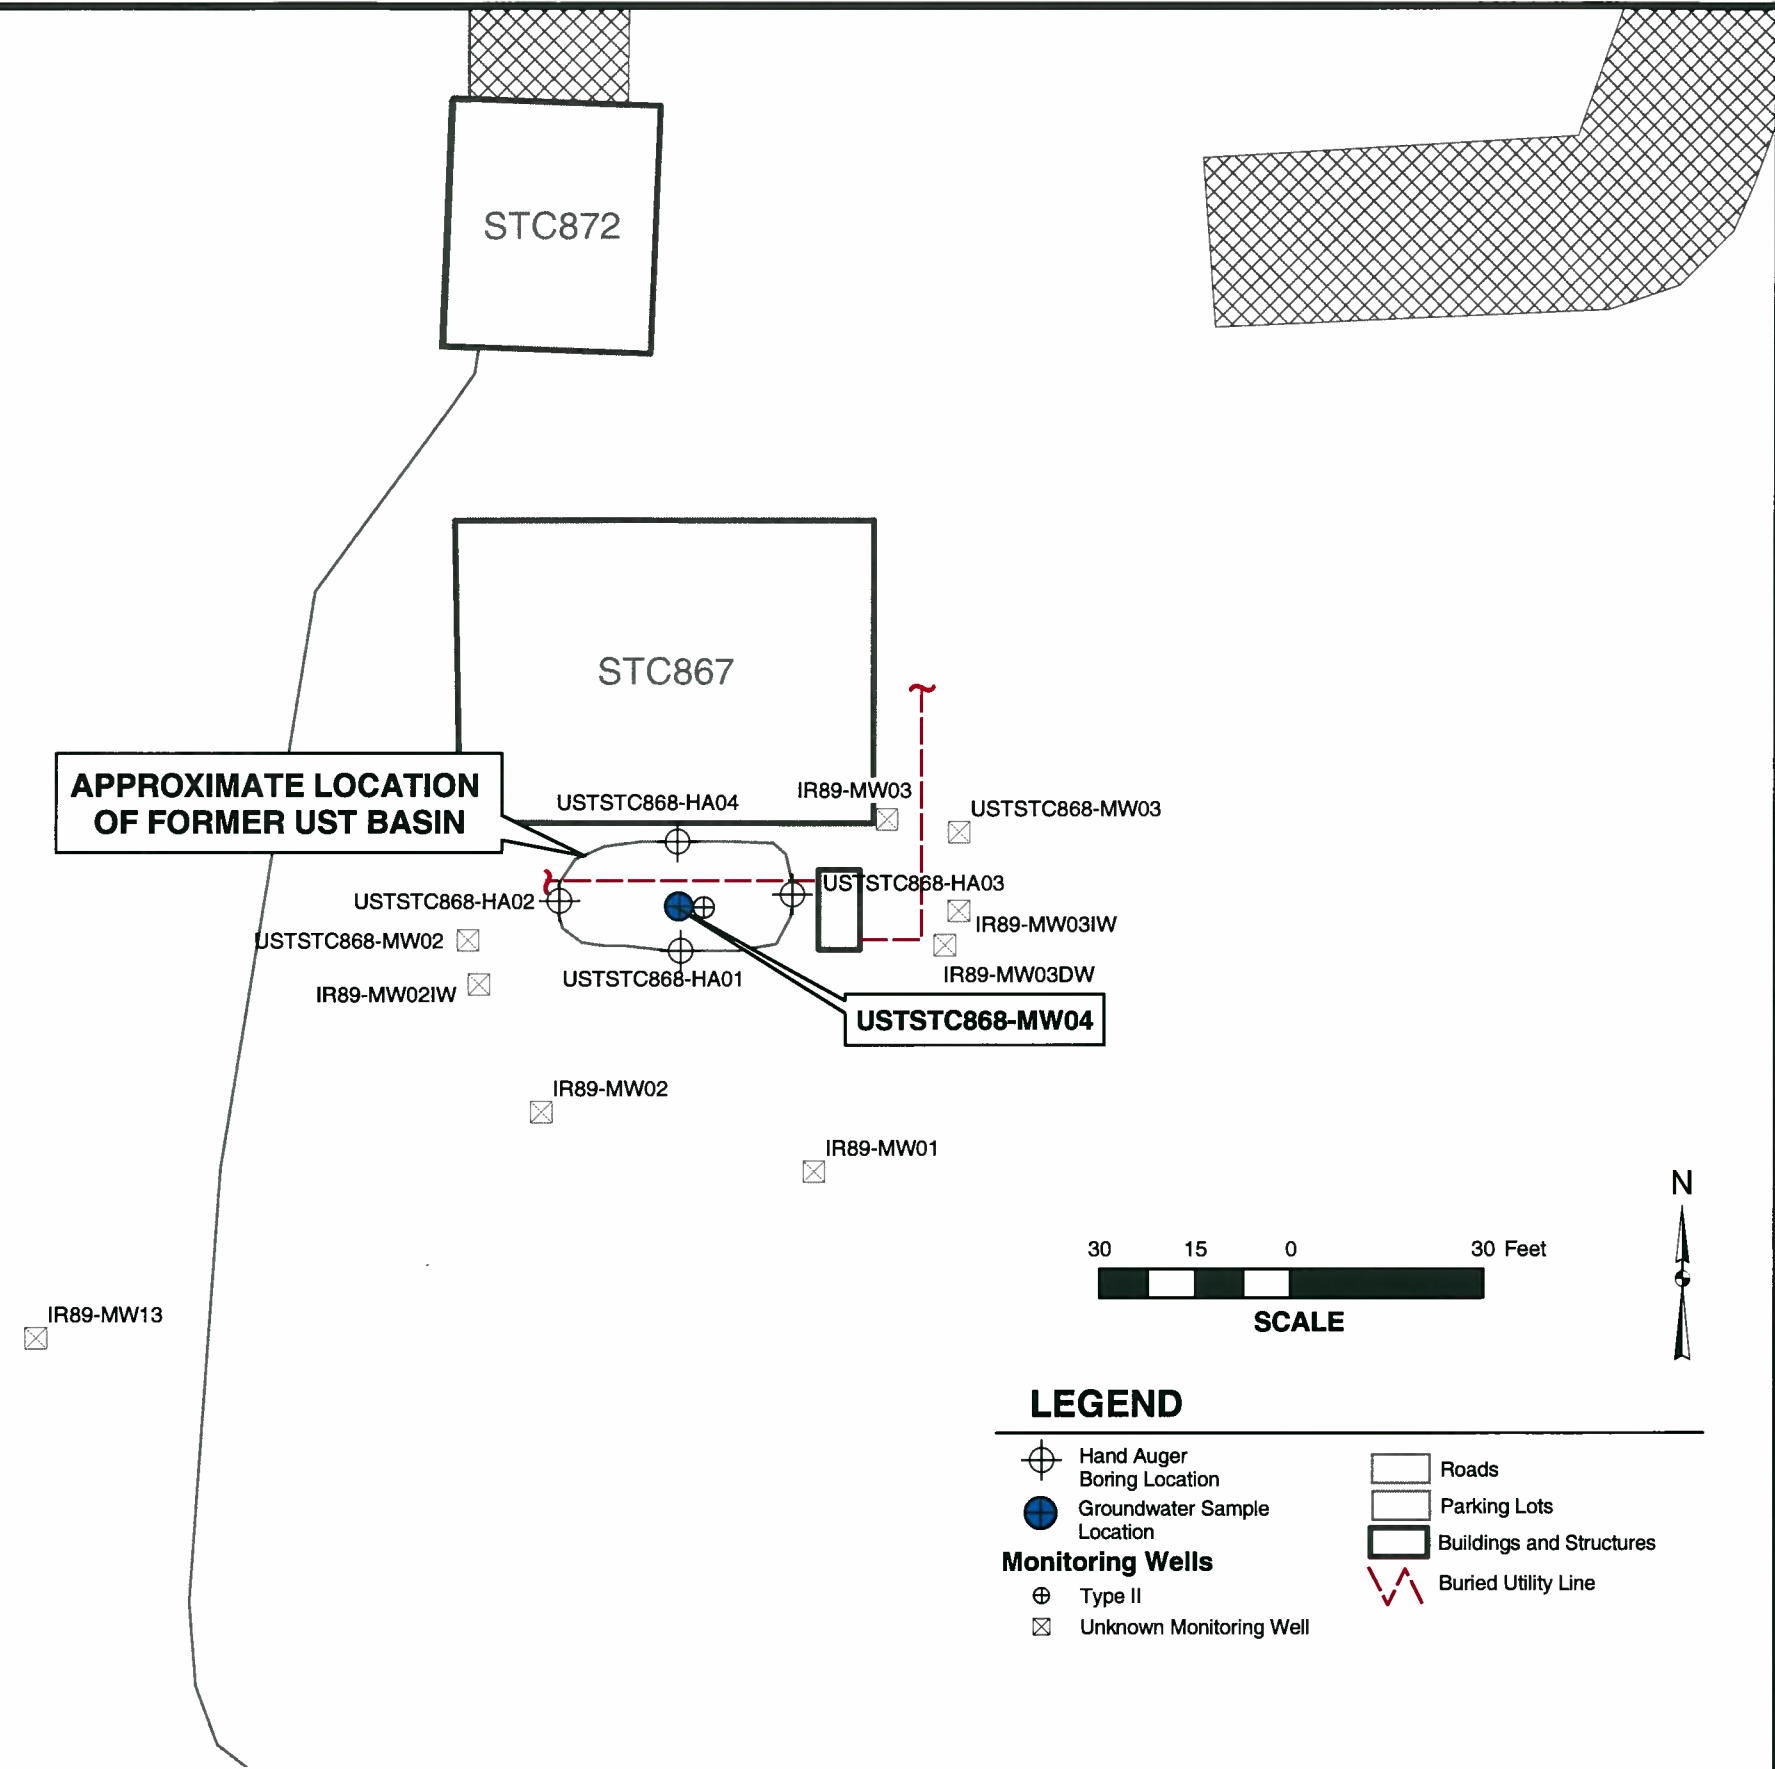 STC872
STC867
APPROXIMATE LOCATION
OF FORMER UST BASIN
USTSTC868-HA04
IR89-MW03
USTSTC868-MW03
USTSTC868-HA03
USTSTC868-HA02
IR89-MW03IW
USTSTC868-MW02
IR89-MW03DW
USTSTC868-HA01
IR89-MW02IW
USTSTC868-MW04
IR89-MW02
IR89-MW01
N
30 15 0 30 Feet
SCALE
IR89-MW13
LEGEND
Hand Auger
Boring Location
Groundwater Sample
Location
Monitoring Wells
Type II
Unknown Monitoring Well
Roads
Parking Lots
Buildings and Structures
Buried Utility Line